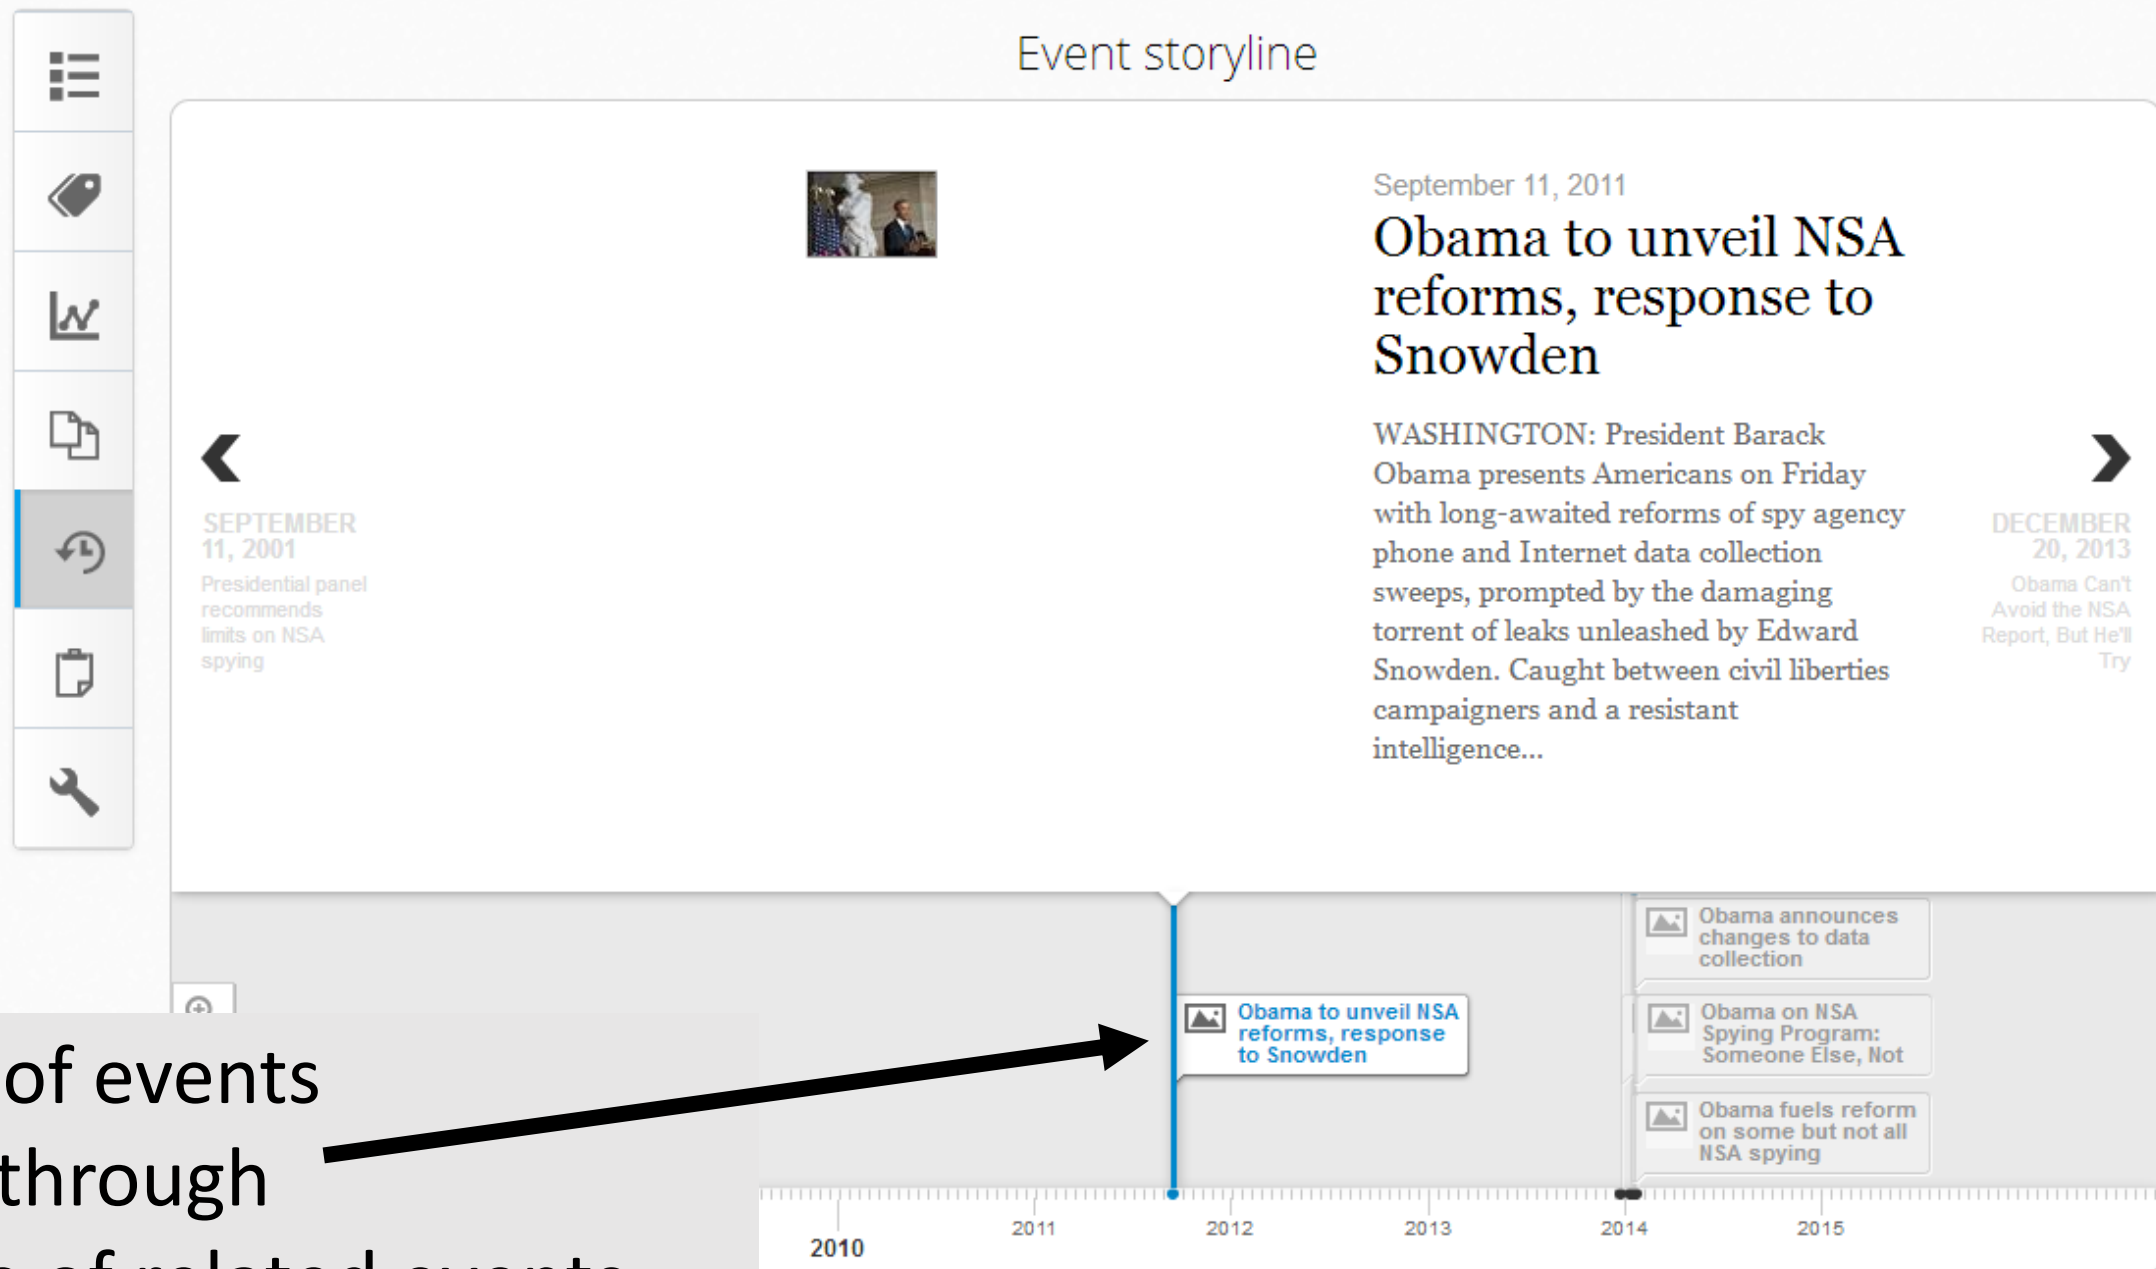 Event storyline
September 11, 2011
Obama to unveil NSA
reforms, response to
Snowden
WASHINGTON: President Barack
Obama presents Americans on Friday
with long-awaited reforms of spy agency
phone and Internet data collection
sweeps, prompted by the damaging
torrent of leaks unleashed by Edward
Snowden. Caught between civil liberties
campaigners and a resistant
intelligence...
SEPTEMBER
11, 2001
Presidential panel
recommends
limits on NSA
spying
DECEMBER
20, 2013
Obama Can't
Avoid the NSA
Report, But He'll
Try
Obama announces
changes to data
collection
Obama to unveil NSA
reforms, response
to Snowden
Obama on NSA
Spying Program:
Someone Else, Not
Obama fuels reform
on some but not all
NSA spying
of events
through
of related events
2010
2011
2012
2013
2014
2015